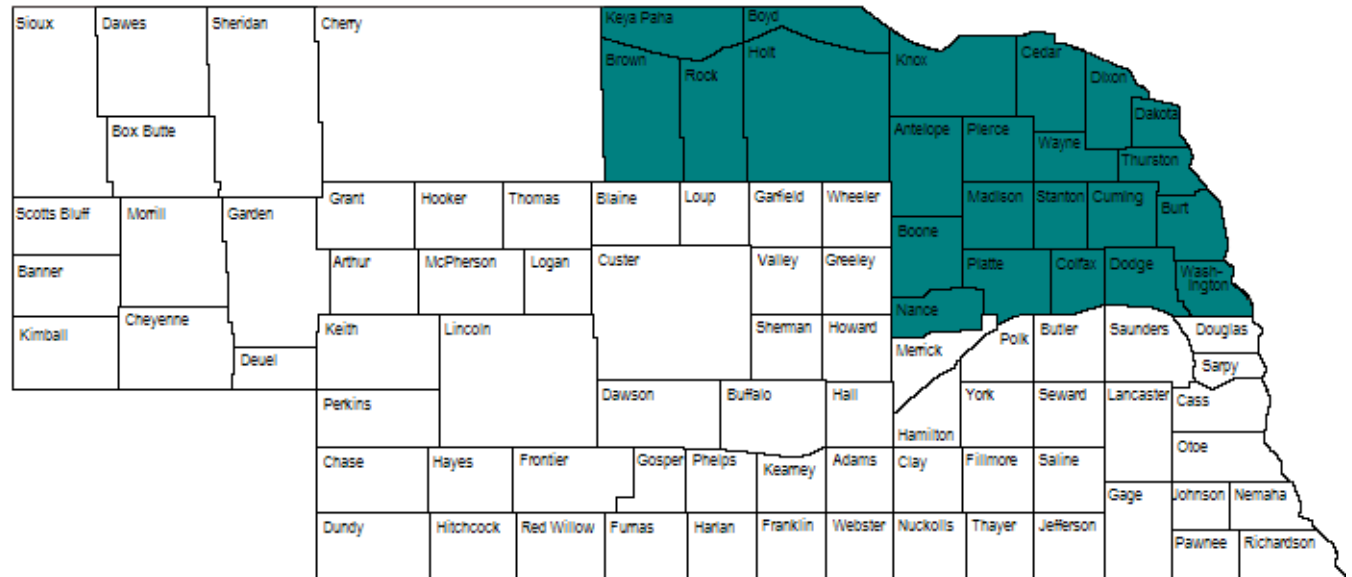 Sioux
Dawes
Sheridan
Cherry
Keya Paha
Boyd
Brown
Rock
Holt
Knox
Cedar
Dixon
Dakota
Box Butte
Antelope
Pierce
Wayne
Thurston
Scotts Bluff
Morrill
Garden
Grant
Hooker
Thomas
Blaine
Loup
Garfield
Wheeler
Madison
Stanton
Cuming
Burt
Boone
Banner
Arthur
McPherson
Logan
Custer
Valley
Greeley
Platte
Colfax
Dodge
Wash-
ington
Kimball
Cheyenne
Deuel
Keith
Lincoln
Sherman
Howard
Nance
Merrick
Polk
Butler
Saunders
Douglas
Sarpy
Perkins
Dawson
Buffalo
Hall
Hamilton
York
Seward
Lancaster
Cass
Otoe
Chase
Hayes
Frontier
Gosper
Phelps
Kearney
Adams
Clay
Fillmore
Saline
Gage
Johnson
Nemaha
Dundy
Hitchcock
Red Willow
Furnas
Harlan
Franklin
Webster
Nuckolls
Thayer
Jefferson
Pawnee
Richardson